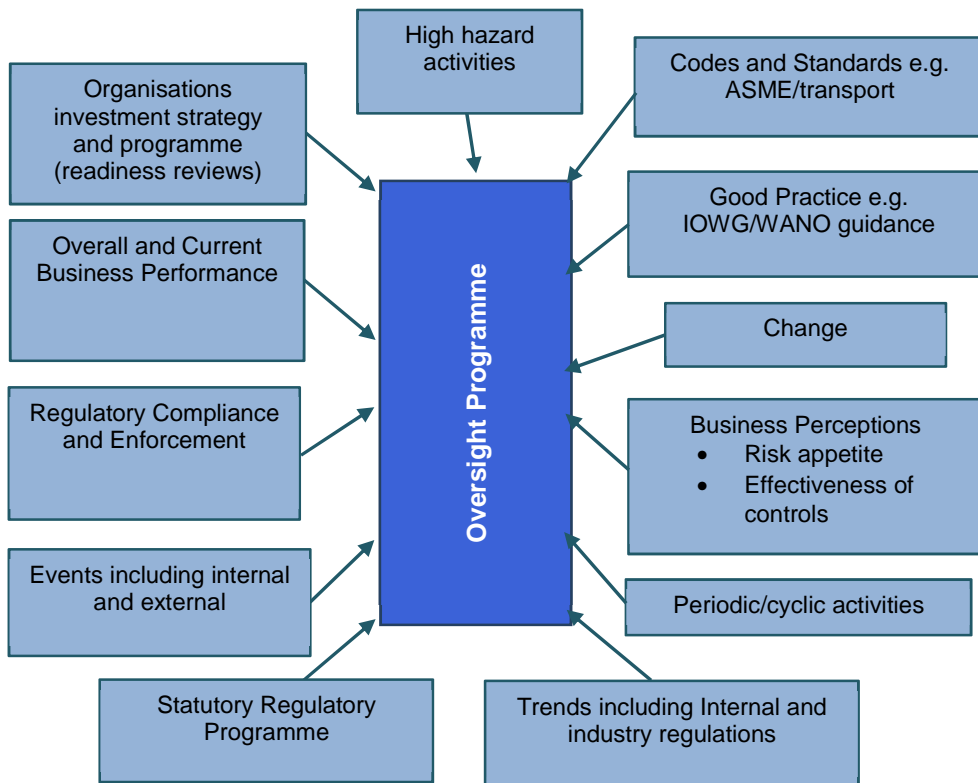 High hazard
activities
Codes and Standards e.g.
ASME/transport
Organisations
investment strategy
and programme
(readiness reviews)
Good Practice e.g.
IOWG/WANO guidance
Overall and Current
Business Performance
Oversight Programme
Change
Regulatory Compliance
and Enforcement
Business Perceptions
• Risk appetite
• Effectiveness of
controls
Events including internal
and external
Periodic/cyclic activities
Statutory Regulatory
Programme
Trends including Internal and
industry regulations